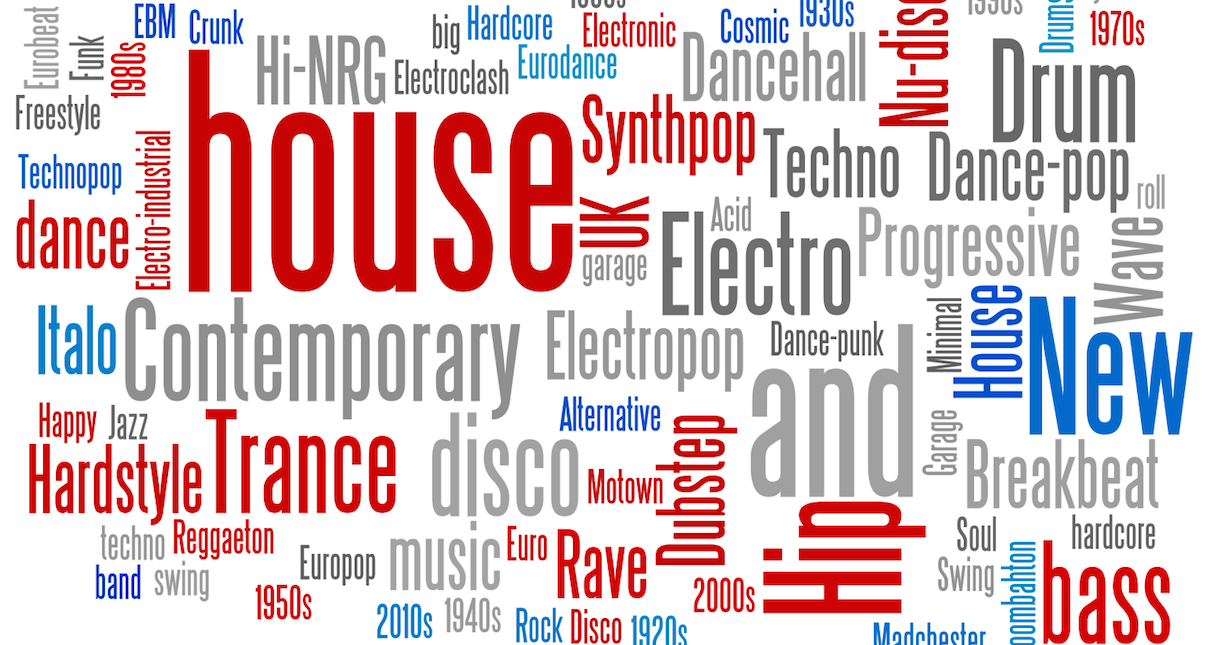 Eurobeat
Funk
1980s
EBM
Crunk
big
Hardcore
Electronic
Cosmic
1930s
Nu-disc
1990s
Drums
1970s
Hi-NRG
Electroclash
Eurodance
Dancehall
Drum
Freestyle
house
Synthpop
Techno
Dance-pop
Technopop
Electro-industrial
roll
dance
UK
Acid
garage
Electro
Progressive
Wave
Italo
Contemporary
Electropop
Dance-punk
Minimal
House
New
and
Happy
Jazz
Trance
disco
Alternative
Dubstep
Garage
Breakbeat
Hardstyle
Motown
Hip
techno
Reggaeton
Europop
music
Euro
Rave
Soul
hardcore
band
swing
1950s
2000s
Swing
oombahton
bass
2010s
1940s
Rock
Disco
1920s
Madchester